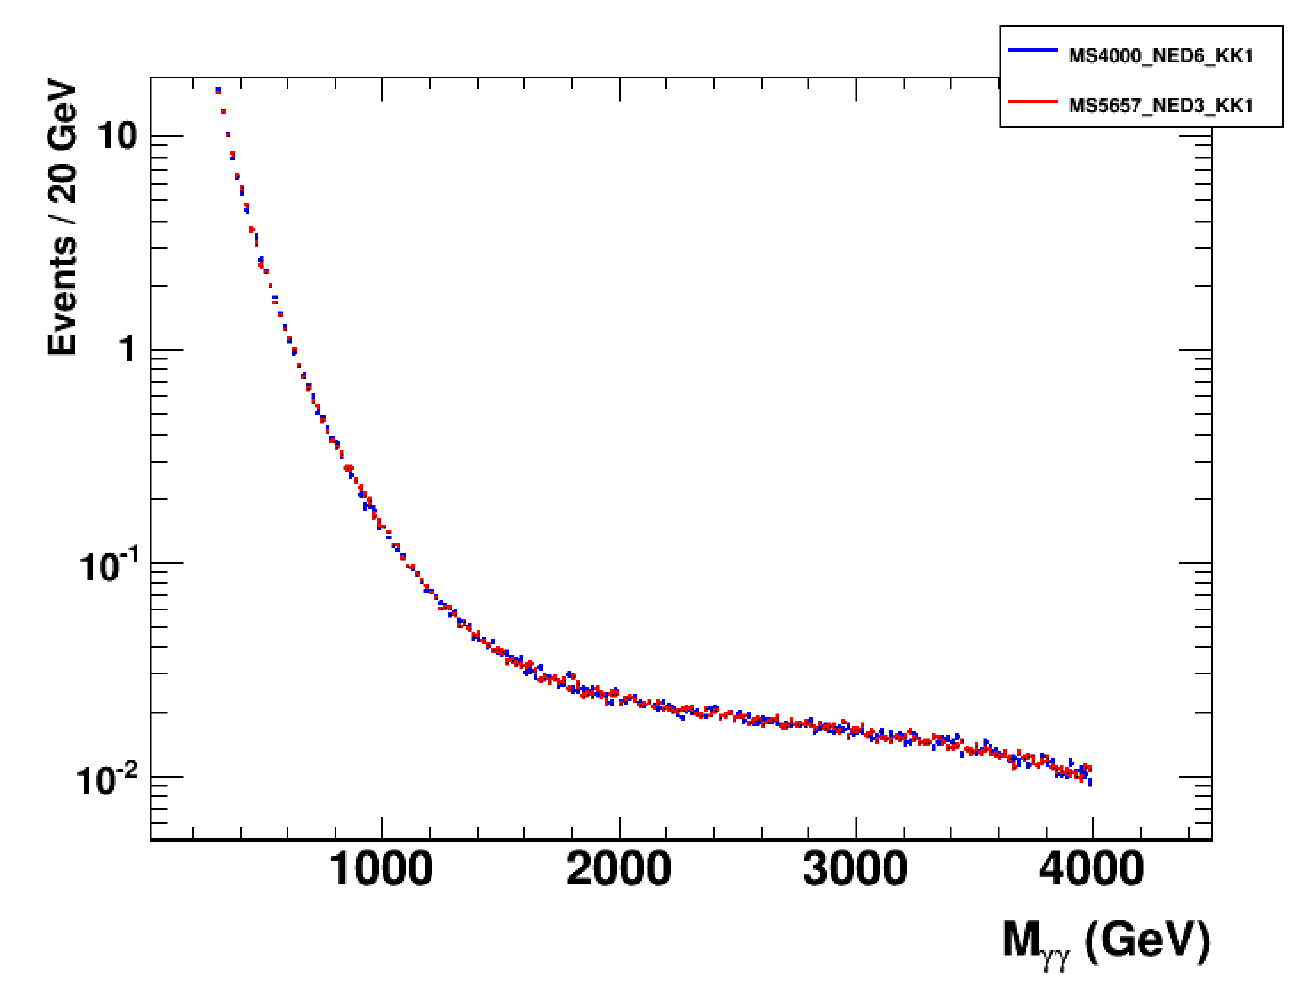 MS4000_NED6_KK1
MS5657_NED3_KK1
Events / 20 GeV
10
1
10⁻¹
10⁻²
1000 2000 3000 4000
Mγγ (GeV)